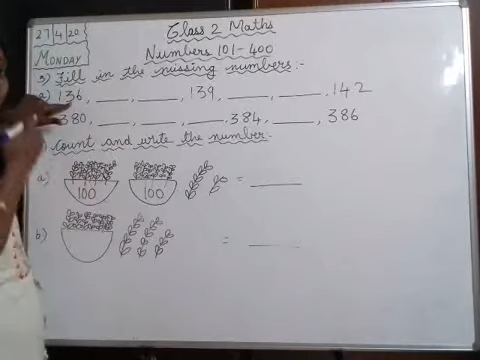 27 4 20
MONDAY
Class 2 Maths
Numbers 101-400
3) Fill in the missing numbers:-
a) 136, ___, ___, 139, ___, ___, 142
380, ___, ___, ___, 384, ___, 386
Count and write the number.
a) 100 100 = ___
b) = ___